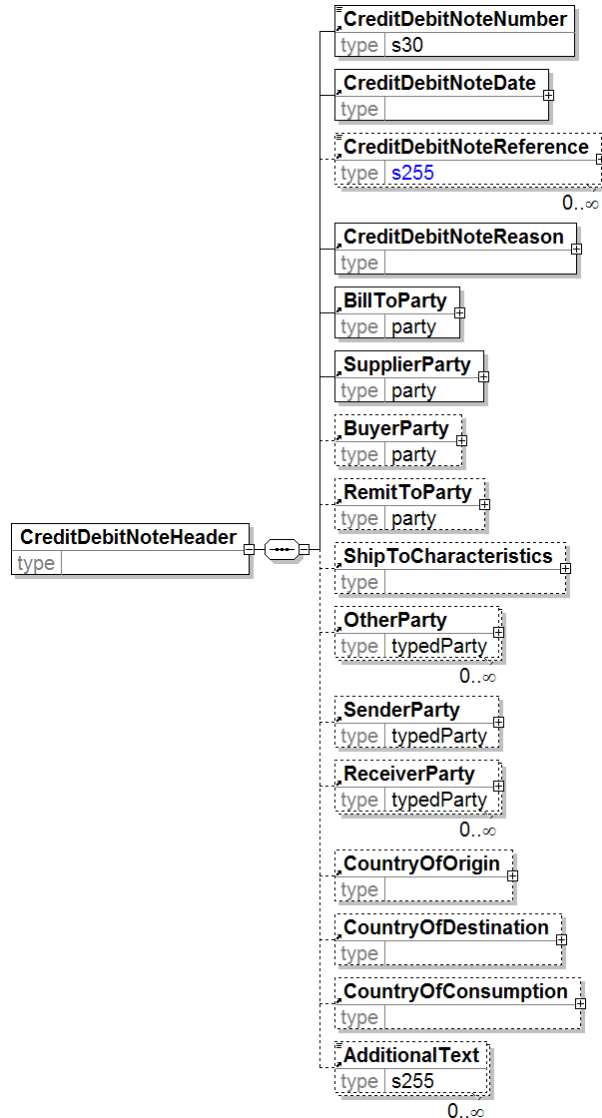 CreditDebitNoteNumber
type s30
CreditDebitNoteDate
type
CreditDebitNoteReference
type s255
0..∞
CreditDebitNoteReason
type
BillToParty
type party
SupplierParty
type party
BuyerParty
type party
RemitToParty
type party
CreditDebitNoteHeader
type
ShipToCharacteristics
type
OtherParty
type typedParty
0..∞
SenderParty
type typedParty
ReceiverParty
type typedParty
0..∞
CountryOfOrigin
type
CountryOfDestination
type
CountryOfConsumption
type
AdditionalText
type s255
0..∞